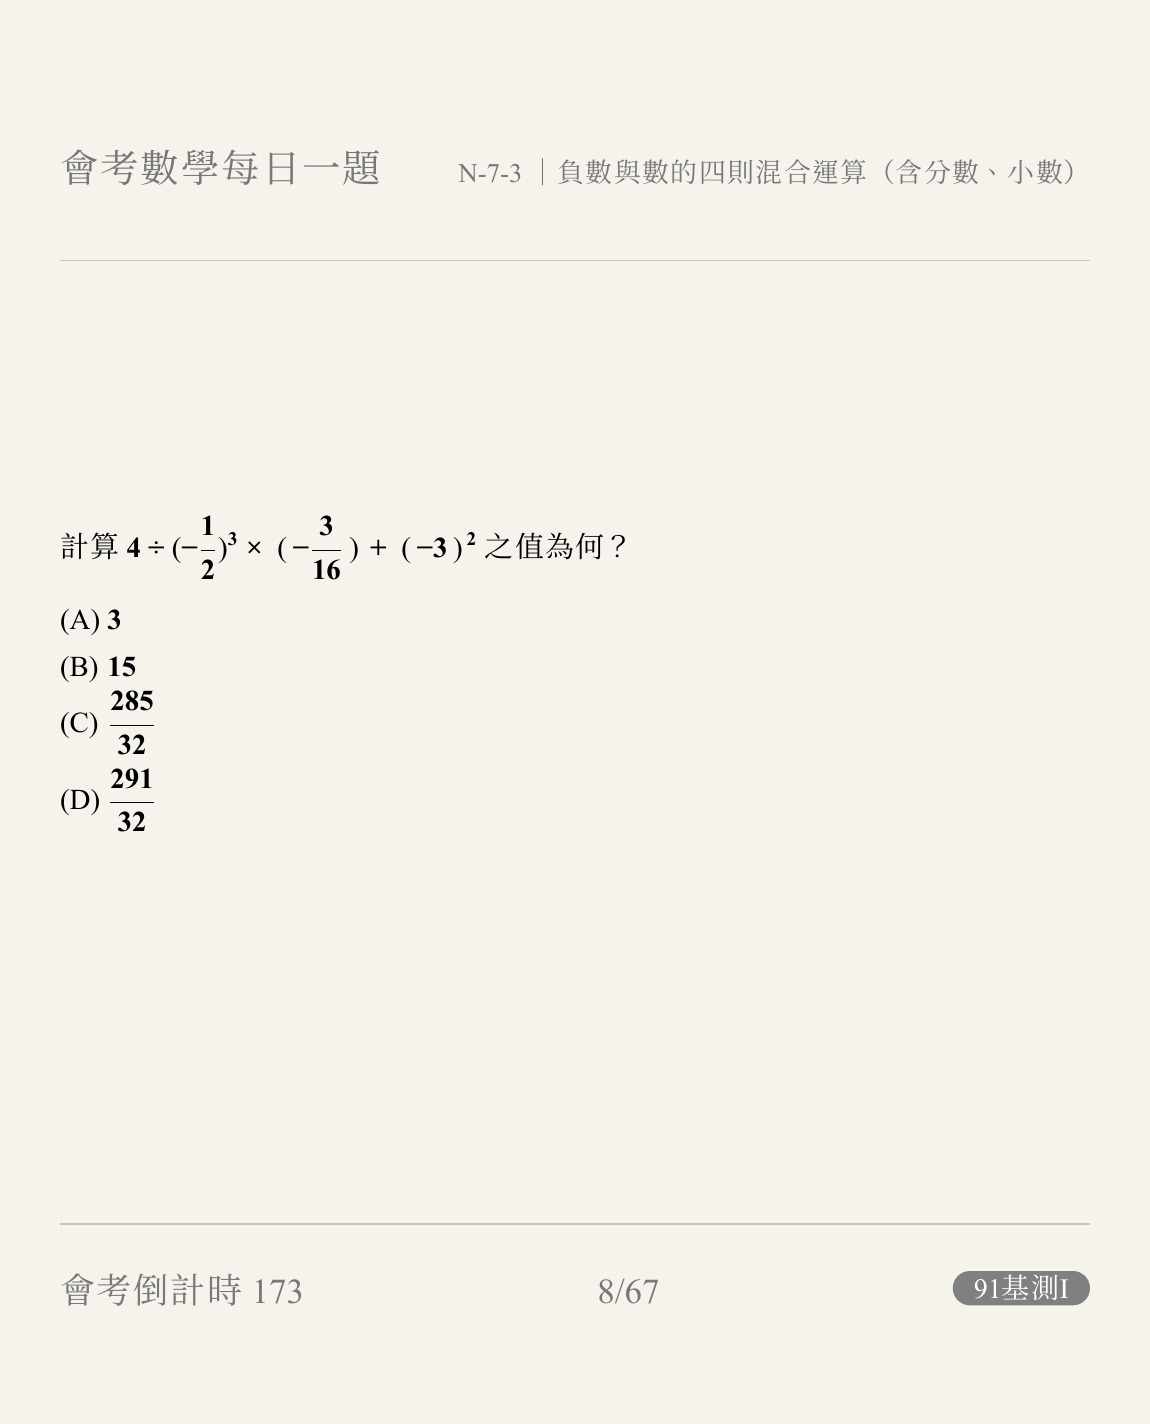 會考數學每日一題
N-7-3｜負數與數的四則混合運算（含分數、小數）
計算 4 ÷ (−1/2)³ × (−3/16) + (−3)² 之值為何？
(A) 3
(B) 15
(C) 285/32
(D) 291/32
會考倒計時 173
8/67
91基測I